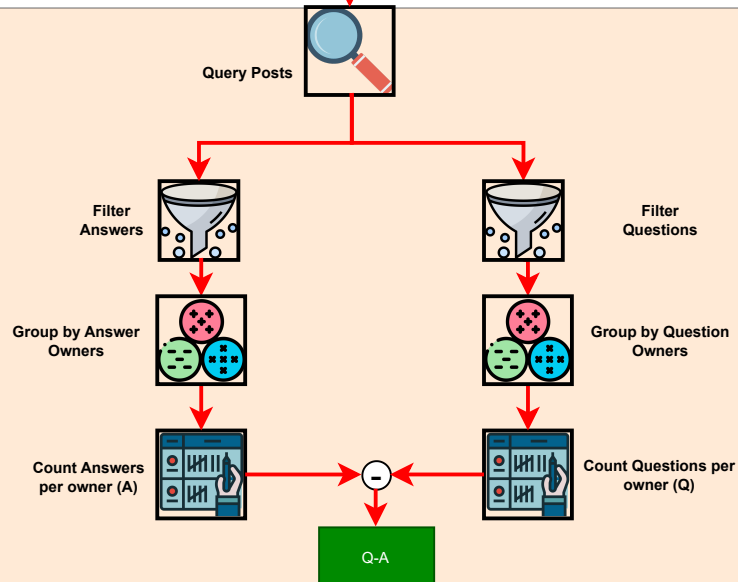 Query Posts
Filter
Answers
Filter
Questions
Group by Answer
Owners
Group by Question
Owners
Count Answers
per owner (A)
-
Count Questions per
owner (Q)
Q-A